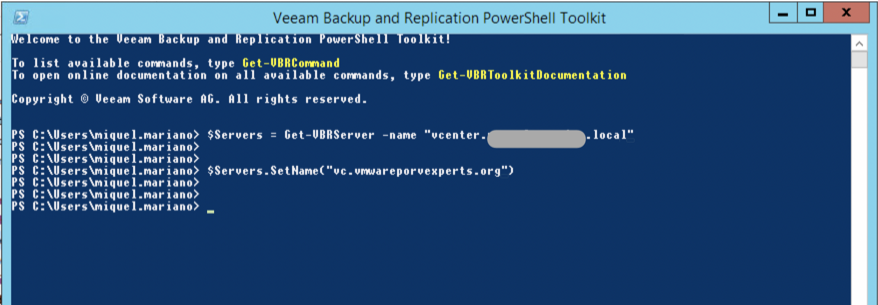 Veeam Backup and Replication PowerShell Toolkit
Welcome to the Veeam Backup and Replication PowerShell Toolkit!
To list available commands, type Get-VBRCommand
To open online documentation on all available commands, type Get-VBRToolkitDocumentation
Copyright © Veeam Software AG. All rights reserved.
PS C:\Users\miquel.mariano> $Servers = Get-VBRServer -name "vcenter. .local"
PS C:\Users\miquel.mariano>
PS C:\Users\miquel.mariano>
PS C:\Users\miquel.mariano> $Servers.SetName("vc.vmwareporvexperts.org")
PS C:\Users\miquel.mariano>
PS C:\Users\miquel.mariano>
PS C:\Users\miquel.mariano> _